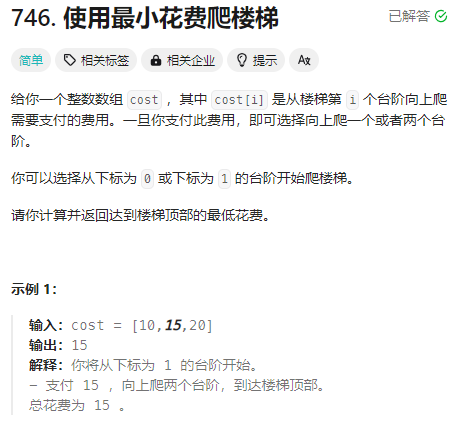 746. 使用最小花费爬楼梯
已解答
简单 相关标签 相关企业 提示 Aあ
给你一个整数数组 cost ，其中 cost[i] 是从楼梯第 i 个台阶向上爬
需要支付的费用。一旦你支付此费用，即可选择向上爬一个或者两个台
阶。
你可以选择从下标为 0 或下标为 1 的台阶开始爬楼梯。
请你计算并返回达到楼梯顶部的最低花费。
示例 1：
输入：cost = [10,15,20]
输出：15
解释：你将从下标为 1 的台阶开始。
- 支付 15 ，向上爬两个台阶，到达楼梯顶部。
总花费为 15 。